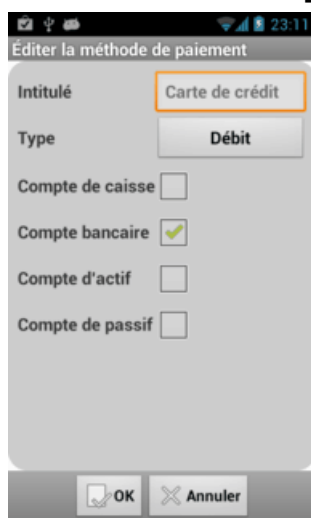 23:11
Éditer la méthode de paiement
Intitulé Carte de crédit
Type Débit
Compte de caisse
Compte bancaire
Compte d'actif
Compte de passif
OK Annuler